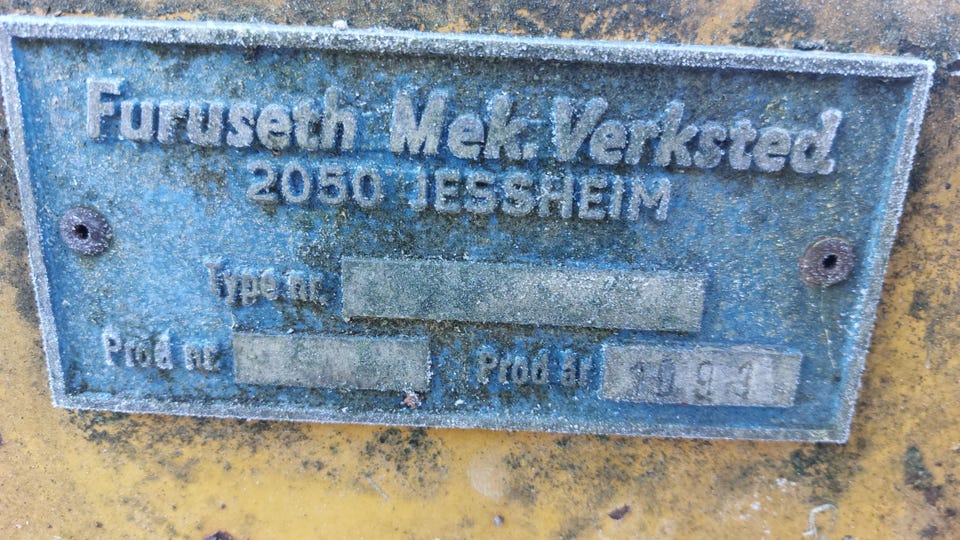 Furuseth Mek. Verksted.
2050 JESSHEIM
Type nr.
Prod nr.
Prod år